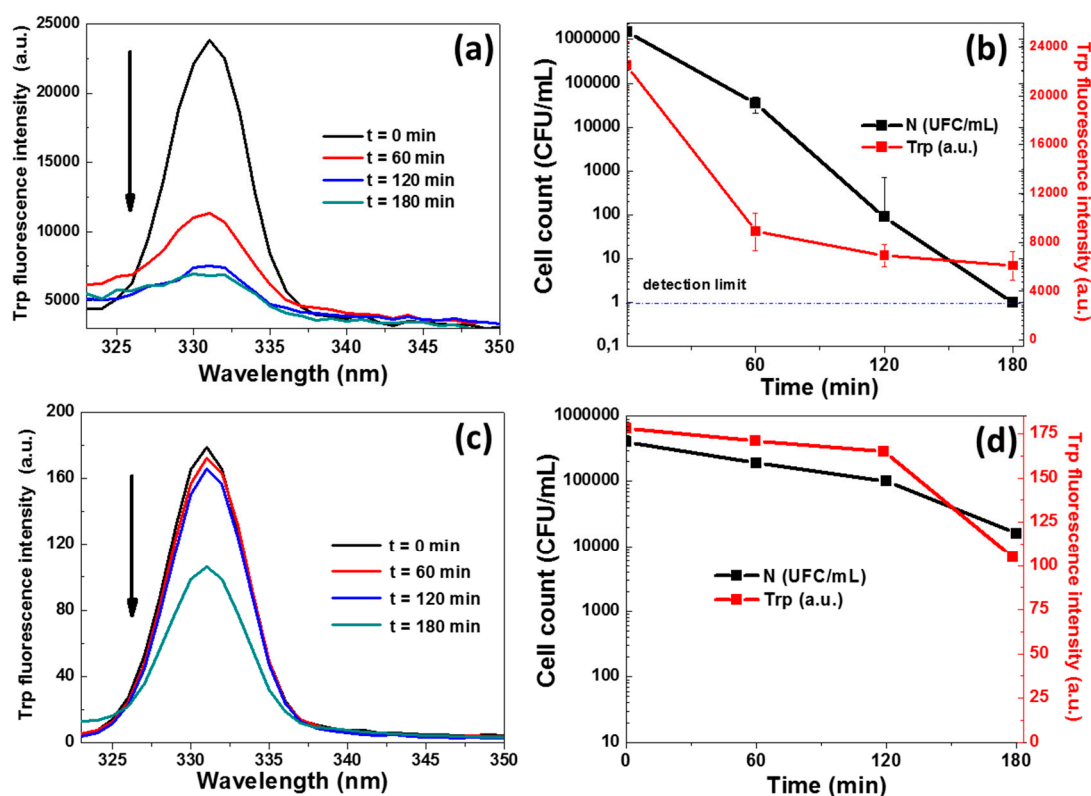 (a)
Trp fluorescence intensity (a.u.)
25000
20000
15000
10000
5000
t = 0 min
t = 60 min
t = 120 min
t = 180 min
325 330 335 340 345 350
Wavelength (nm)
(b)
Cell count (CFU/mL)
1000000
100000
10000
1000
100
10
1
0,1
N (UFC/mL)
Trp (a.u.)
detection limit
60 120 180
Time (min)
24000
20000
16000
12000
8000
4000
0
Trp fluorescence intensity (a.u.)
(c)
Trp fluorescence intensity (a.u.)
200
160
120
80
40
0
t = 0 min
t = 60 min
t = 120 min
t = 180 min
325 330 335 340 345 350
Wavelength (nm)
(d)
Cell count (CFU/mL)
1000000
100000
10000
1000
100
10
N (UFC/mL)
Trp (a.u.)
0 60 120 180
Time (min)
175
150
125
100
75
50
25
0
Trp fluorescence intensity (a.u.)